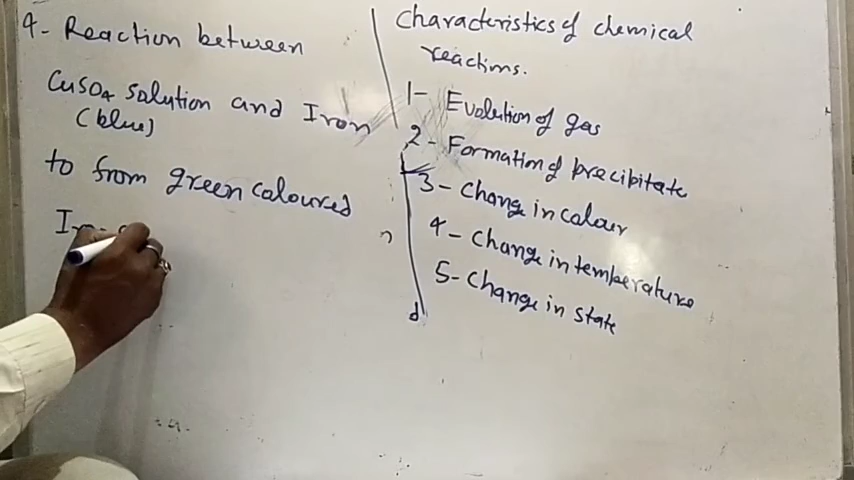 4- Reaction between
CuSO4 solution and Iron
(blue)
to from green coloured
characteristics of chemical
reactions.
1- Evolution of gas
2- Formation of precipitate
3- change in colour
4- change in temperature
5- change in state